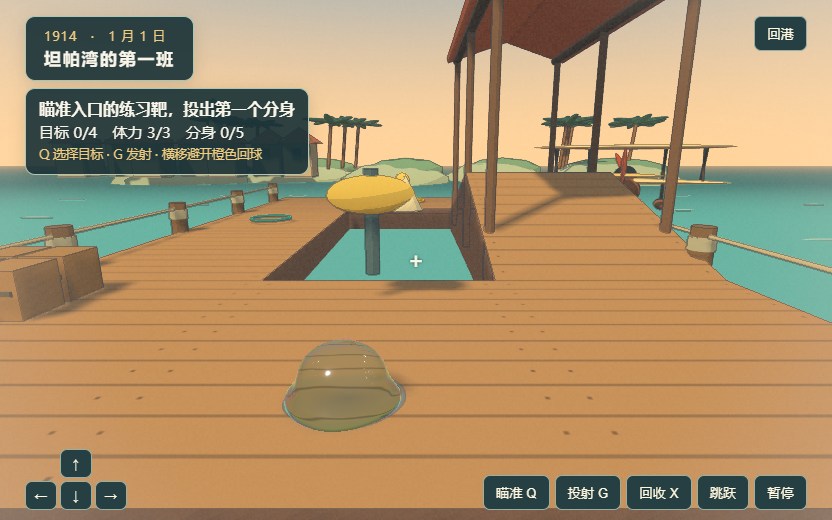 1914 · 1月1日
坦帕湾的第一班
回港
瞄准入口的练习靶，投出第一个分身
目标 0/4 体力 3/3 分身 0/5
Q 选择目标 · G 发射 · 横移避开橙色回球
↑
← ↓ →
瞄准 Q 投射 G 回收 X 跳跃 暂停